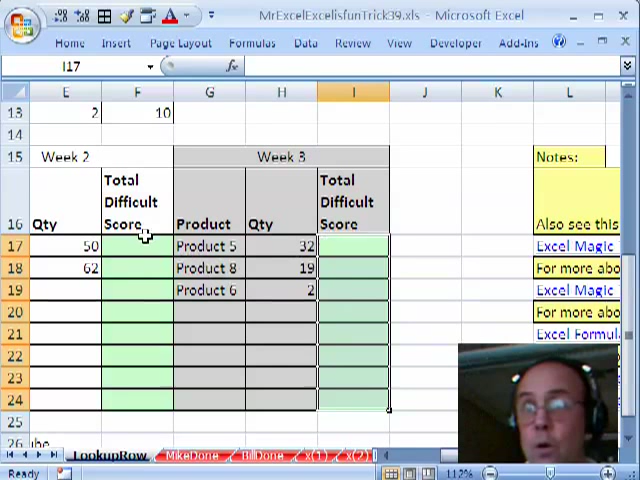 MrExcelExcelisfunTrick39.xls - Microsoft Excel
Home Insert Page Layout Formulas Data Review View Developer Add-Ins
I17 fx
E F G H I J K L
13 2 10
14
15 Week 2 Week 3 Notes:
Total Total
Difficult Difficult
16 Qty Score Product Qty Score Also see this
17 50 Product 5 32 Excel Magic
18 62 Product 8 19 For more abo
19 Product 6 2 Excel Magic
20 For more abo
21 Excel Formula
22
23
24
25
26
LookupRow MikeDone BillDone x(1) x(2)
Ready 112%